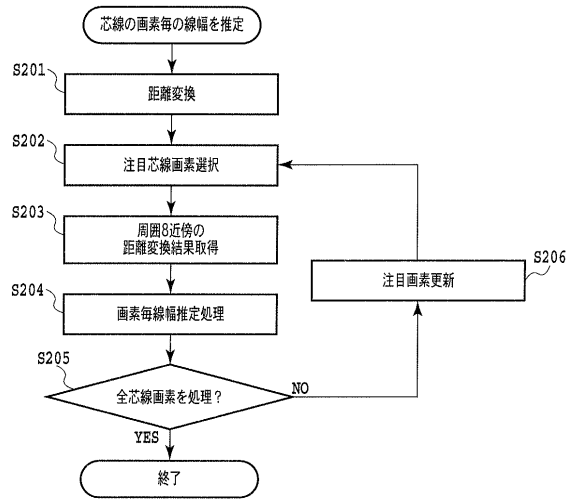 芯線の画素毎の線幅を推定
S201
距離変換
S202
注目芯線画素選択
S203
周囲8近傍の
距離変換結果取得
S204
画素毎線幅推定処理
S205
全芯線画素を処理？
NO
YES
S206
注目画素更新
終了